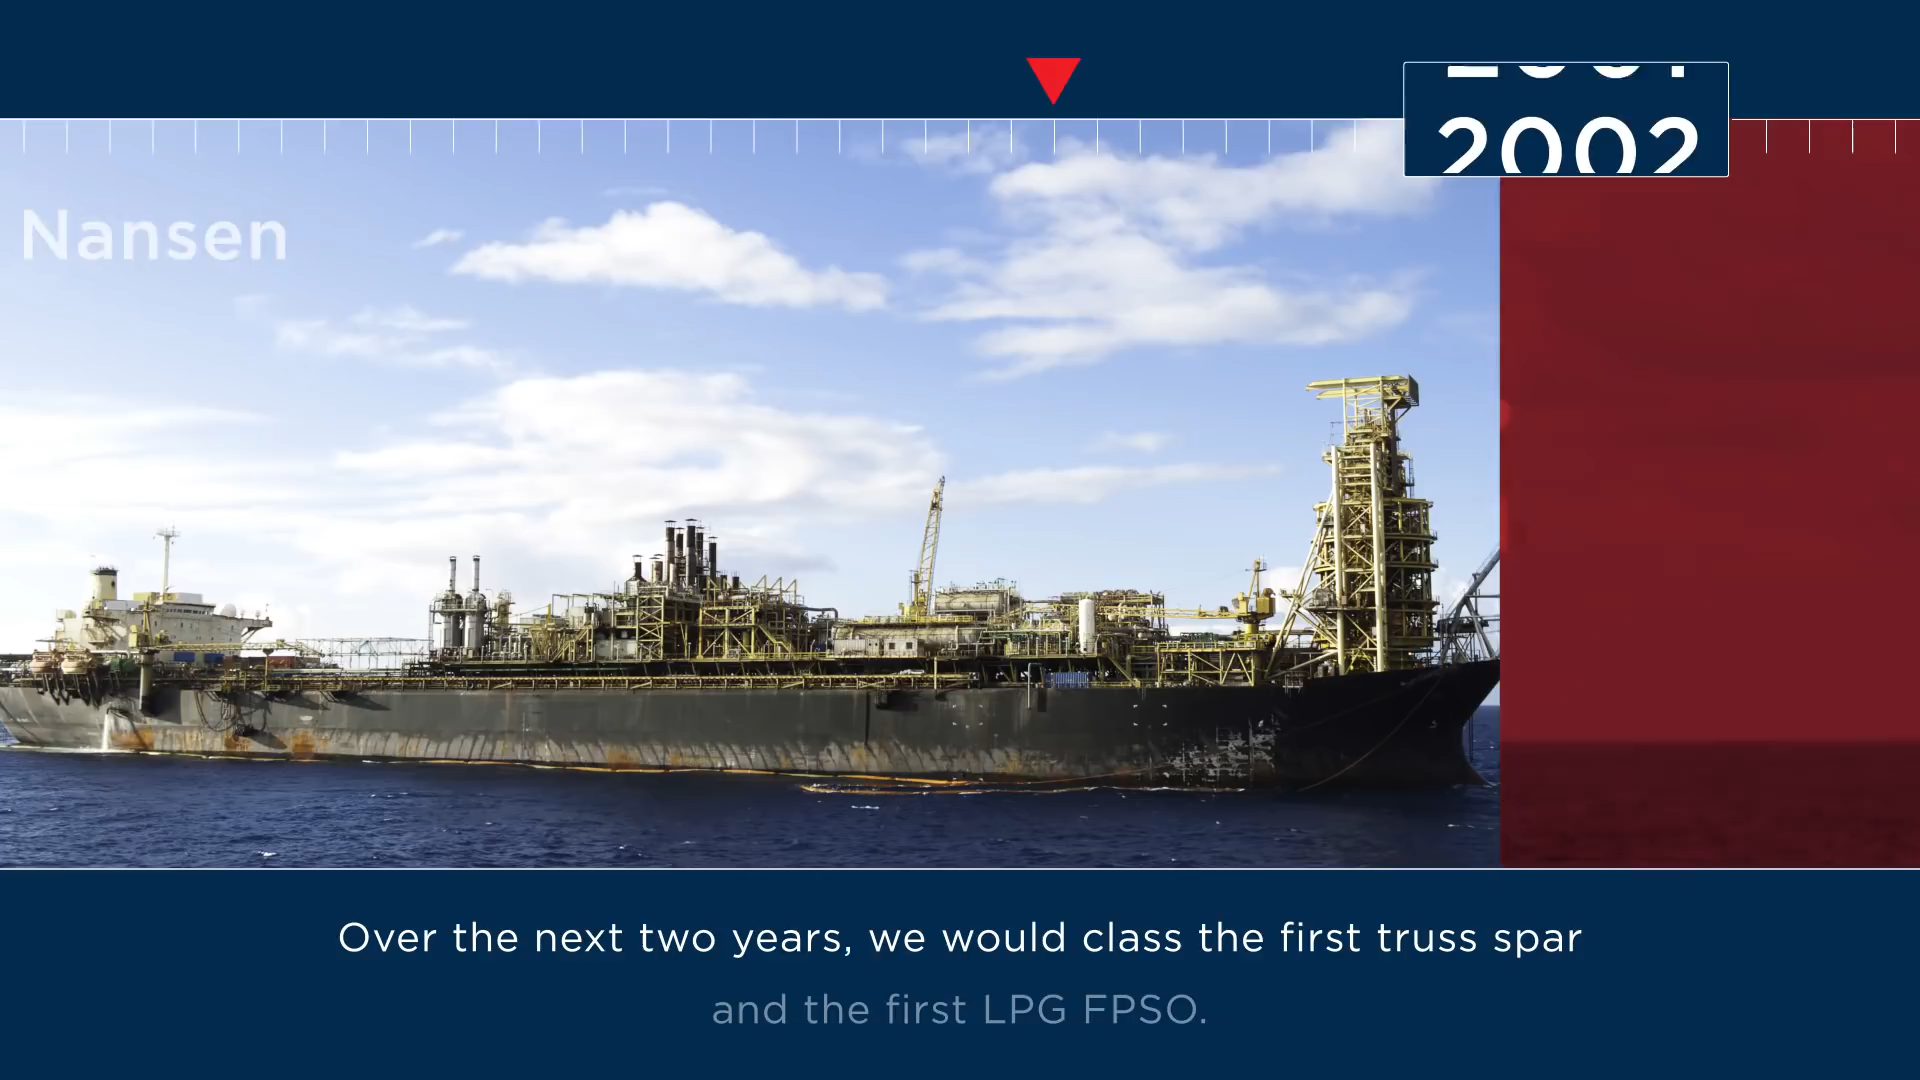 2002
Nansen
Over the next two years, we would class the first truss spar
and the first LPG FPSO.